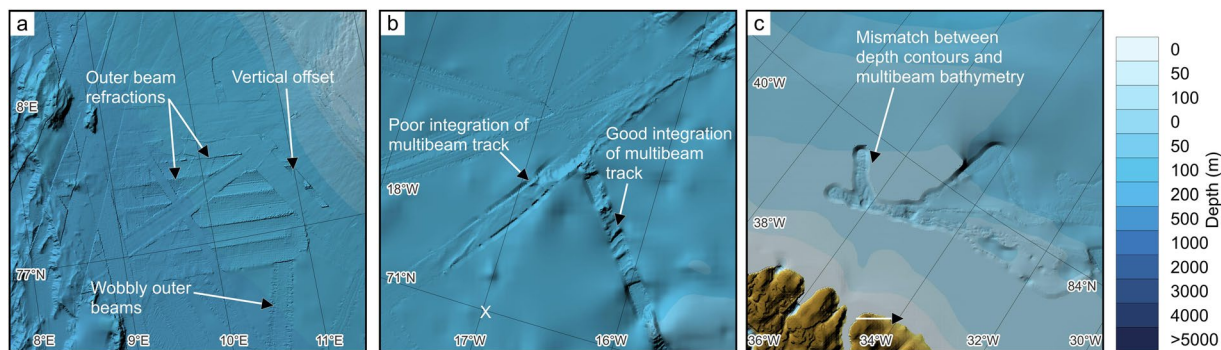 a
Outer beam
refractions
Vertical offset
8°E
77°N
Wobbly outer
beams
8°E
9°E
10°E
11°E
b
Poor integration of
multibeam track
Good integration
of multibeam
track
18°W
71°N
X
17°W
16°W
c
Mismatch between
depth contours and
multibeam bathymetry
40°W
38°W
84°N
36°W
34°W
32°W
30°W
0
50
100
0
50
100
200
500
1000
2000
3000
4000
>5000
Depth (m)